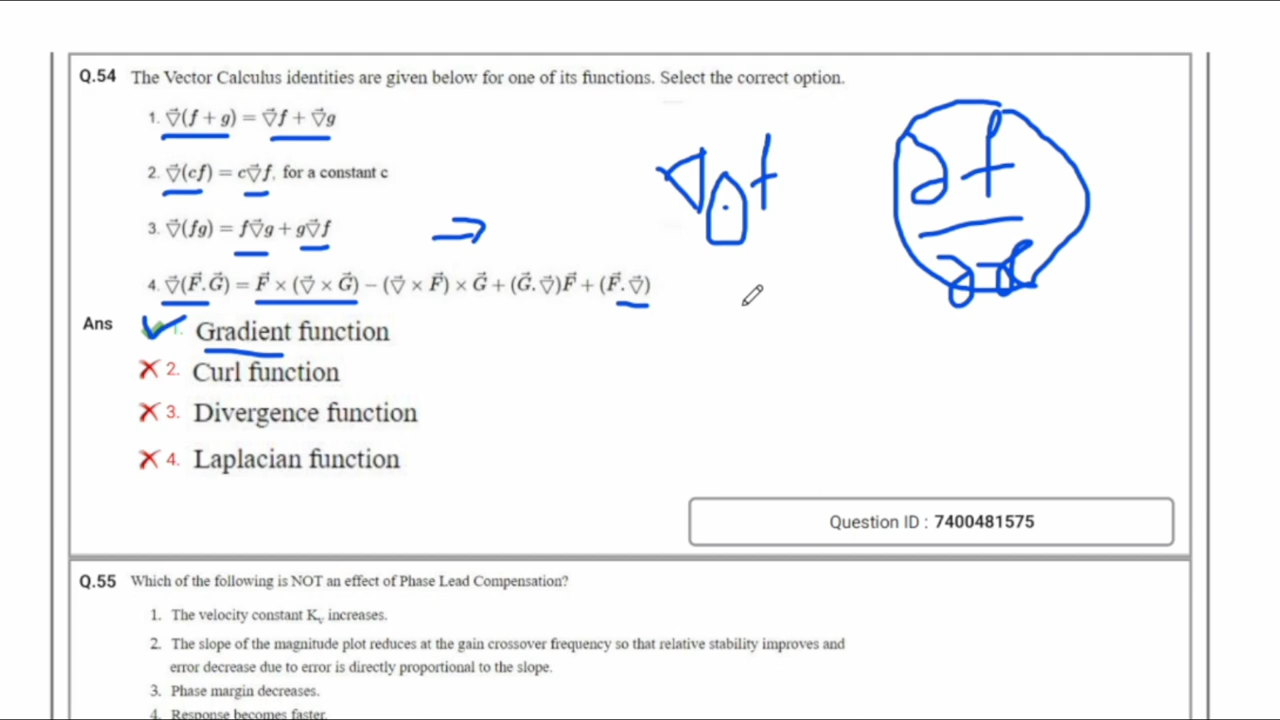 Q.54 The Vector Calculus identities are given below for one of its functions. Select the correct option.
1. ∇⃗(f + g) = ∇⃗f + ∇⃗g
2. ∇⃗(cf) = c∇⃗f, for a constant c
3. ∇⃗(fg) = f∇⃗g + g∇⃗f
4. ∇⃗(F⃗.G⃗) = F⃗ × (∇⃗ × G⃗) − (∇⃗ × F⃗) × G⃗ + (G⃗.∇⃗)F⃗ + (F⃗.∇⃗)
Ans 1. Gradient function
2. Curl function
3. Divergence function
4. Laplacian function
Question ID : 7400481575
Q.55 Which of the following is NOT an effect of Phase Lead Compensation?
1. The velocity constant Kv increases.
2. The slope of the magnitude plot reduces at the gain crossover frequency so that relative stability improves and
error decrease due to error is directly proportional to the slope.
3. Phase margin decreases.
4. Response becomes faster.